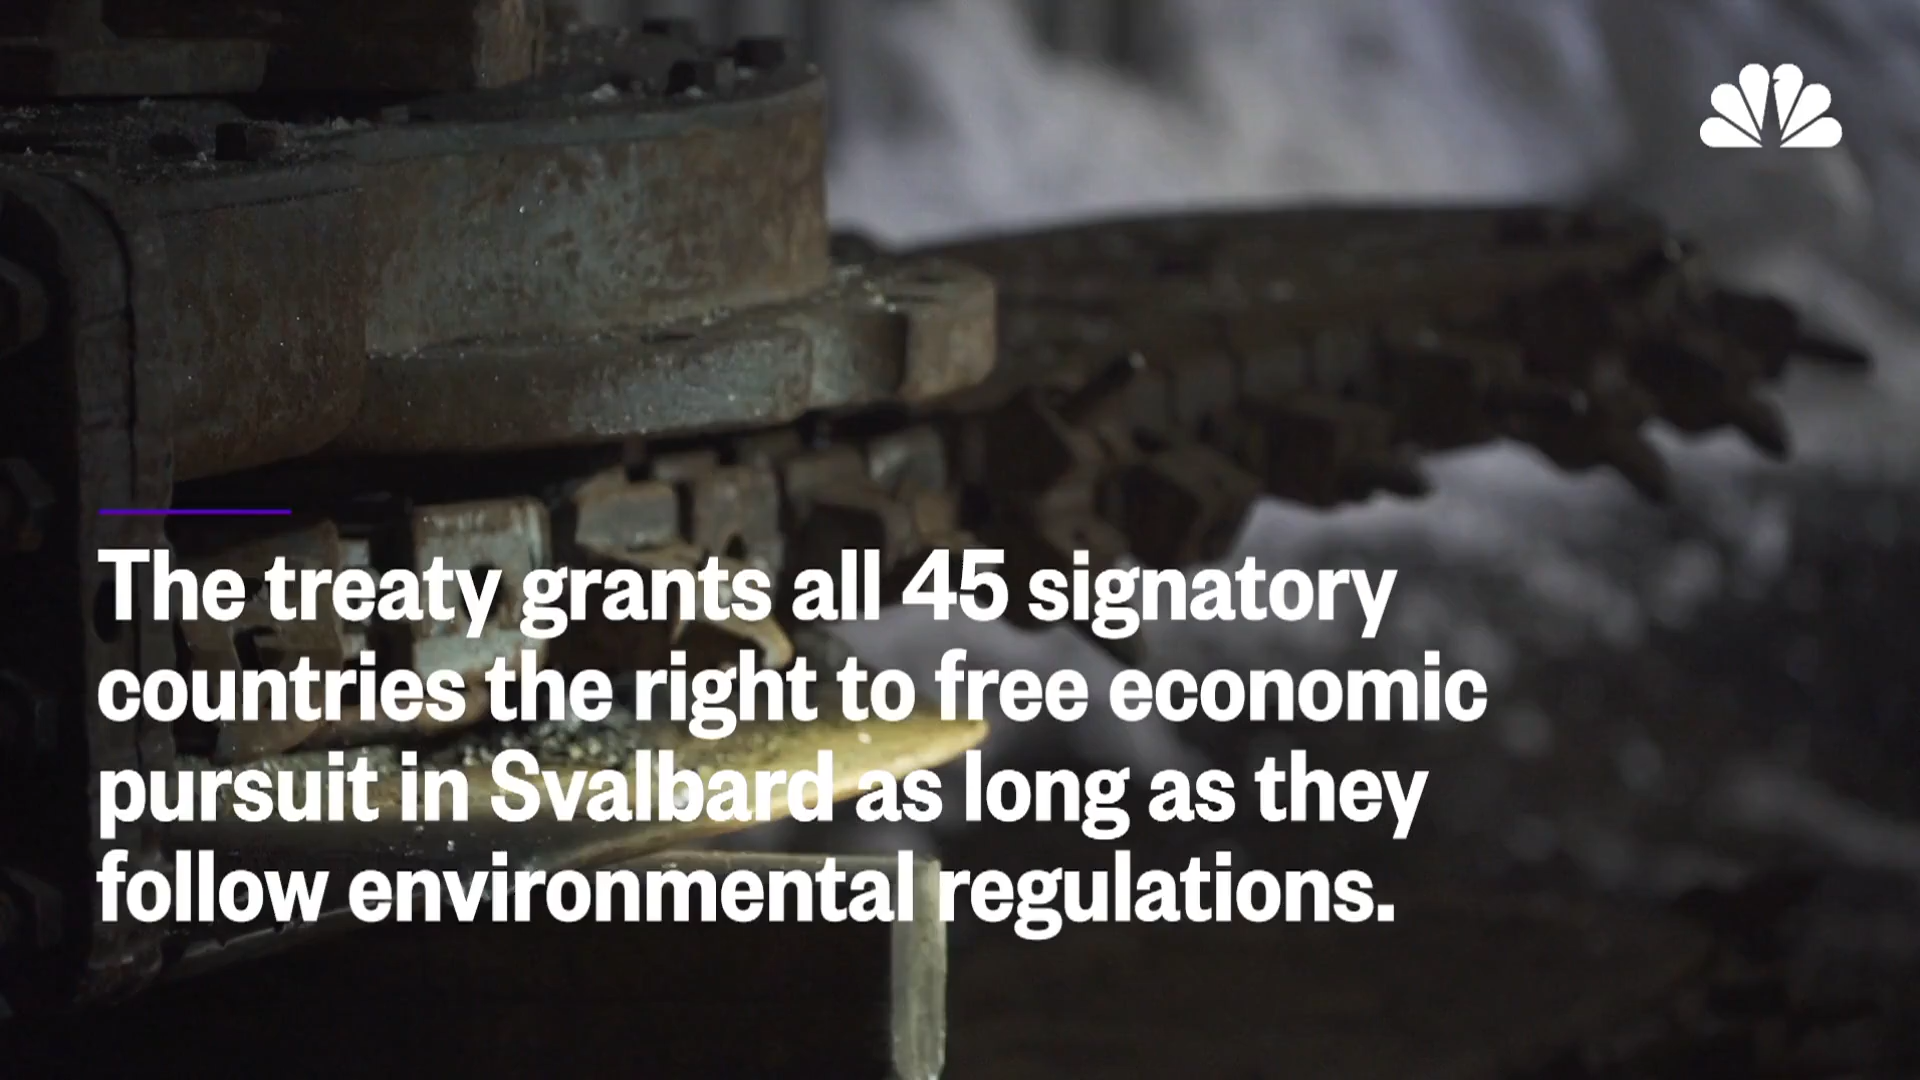 The treaty grants all 45 signatory
countries the right to free economic
pursuit in Svalbard as long as they
follow environmental regulations.